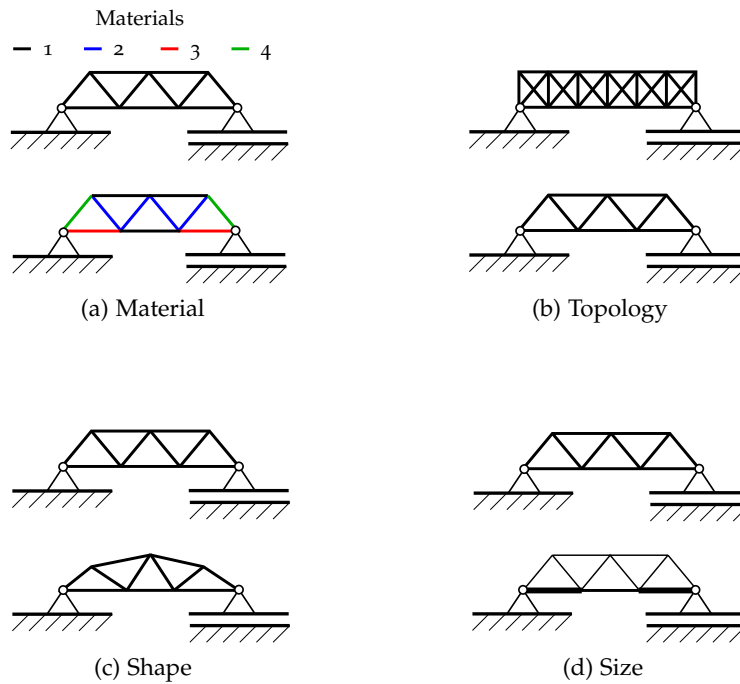 Materials
1 2 3 4
(a) Material
(b) Topology
(c) Shape
(d) Size